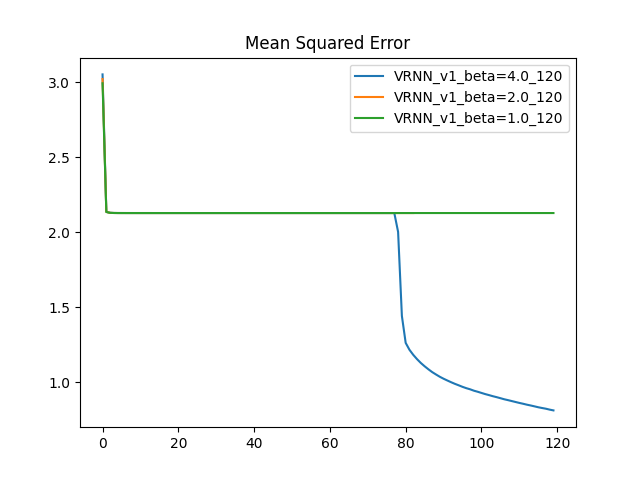 Mean Squared Error
VRNN_v1_beta=4.0_120
VRNN_v1_beta=2.0_120
VRNN_v1_beta=1.0_120
3.0
2.5
2.0
1.5
1.0
0 20 40 60 80 100 120